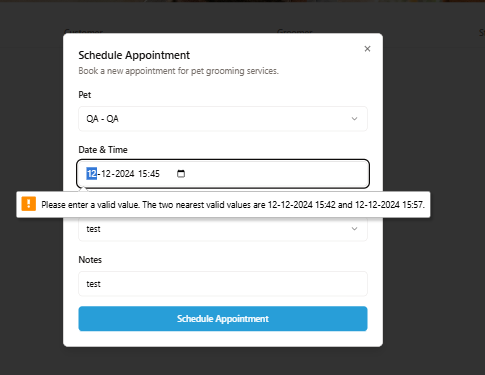 Schedule Appointment
Book a new appointment for pet grooming services.
Pet
QA - QA
Date & Time
12-12-2024 15:45
Please enter a valid value. The two nearest valid values are 12-12-2024 15:42 and 12-12-2024 15:57.
test
Notes
test
Schedule Appointment